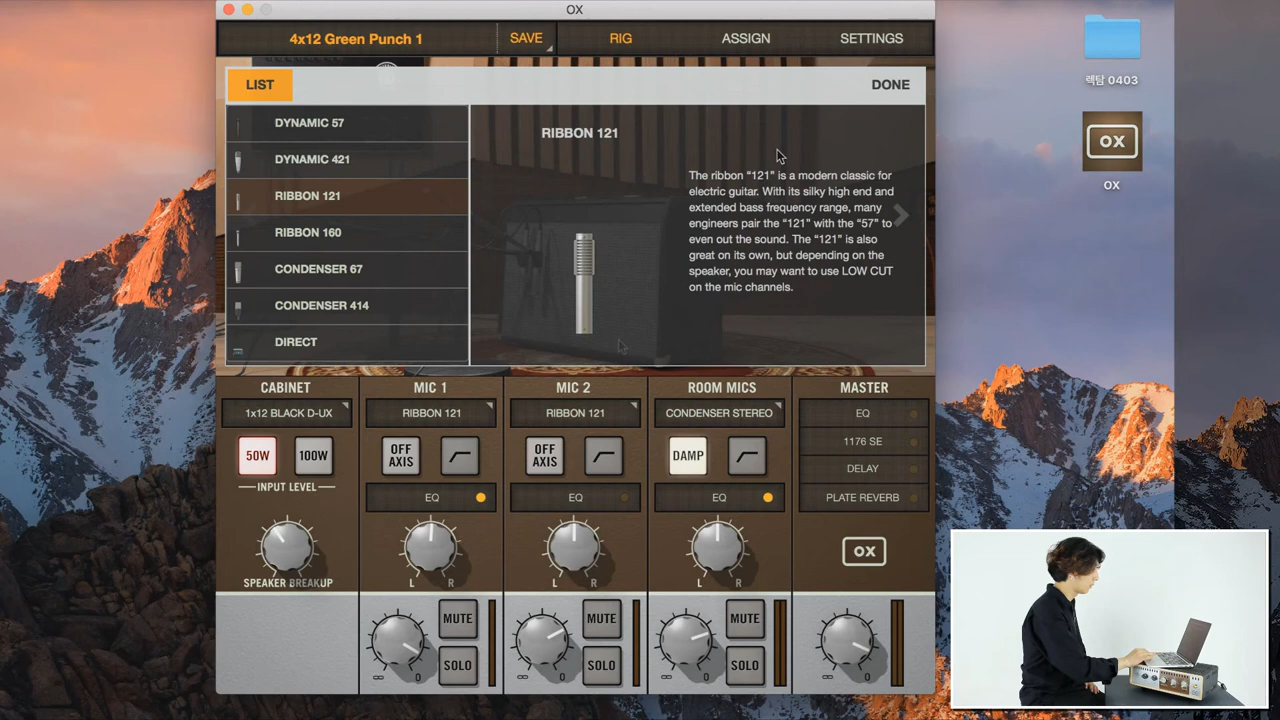 OX
4x12 Green Punch 1
SAVE
RIG
ASSIGN
SETTINGS
LIST
DONE
DYNAMIC 57
DYNAMIC 421
RIBBON 121
RIBBON 160
CONDENSER 67
CONDENSER 414
DIRECT
RIBBON 121
The ribbon “121” is a modern classic for
electric guitar. With its silky high end and
extended bass frequency range, many
engineers pair the “121” with the “57” to
even out the sound. The “121” is also
great on its own, but depending on the
speaker, you may want to use LOW CUT
on the mic channels.
CABINET
MIC 1
MIC 2
ROOM MICS
MASTER
1x12 BLACK D-UX
RIBBON 121
RIBBON 121
CONDENSER STEREO
EQ
50W
100W
OFF
AXIS
OFF
AXIS
DAMP
1176 SE
DELAY
INPUT LEVEL
EQ
EQ
EQ
PLATE REVERB
OX
SPEAKER BREAKUP
L
R
L
R
L
R
MUTE
MUTE
MUTE
SOLO
SOLO
SOLO
∞
0
∞
0
∞
0
∞
0
렉탐 0403
OX
OX